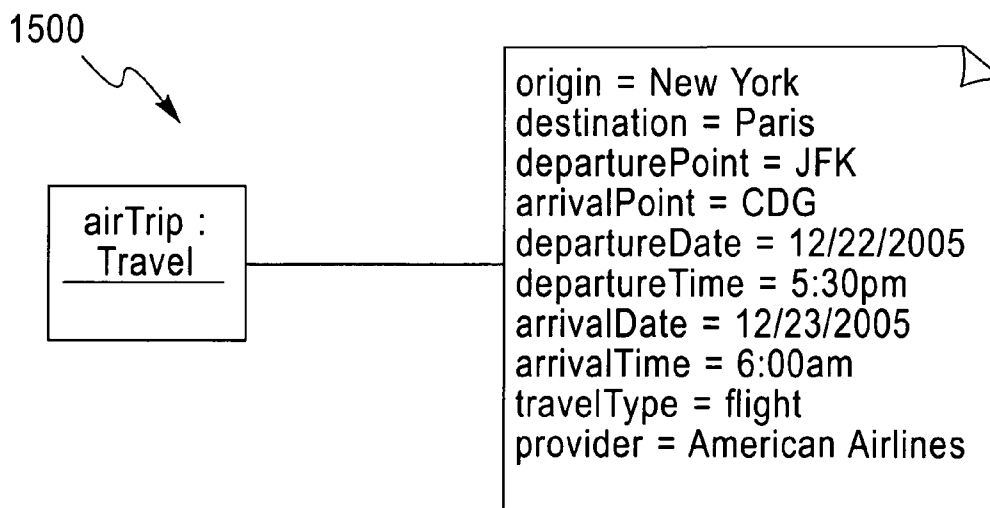 1500
airTrip :
Travel
origin = New York
destination = Paris
departurePoint = JFK
arrivalPoint = CDG
departureDate = 12/22/2005
departureTime = 5:30pm
arrivalDate = 12/23/2005
arrivalTime = 6:00am
travelType = flight
provider = American Airlines